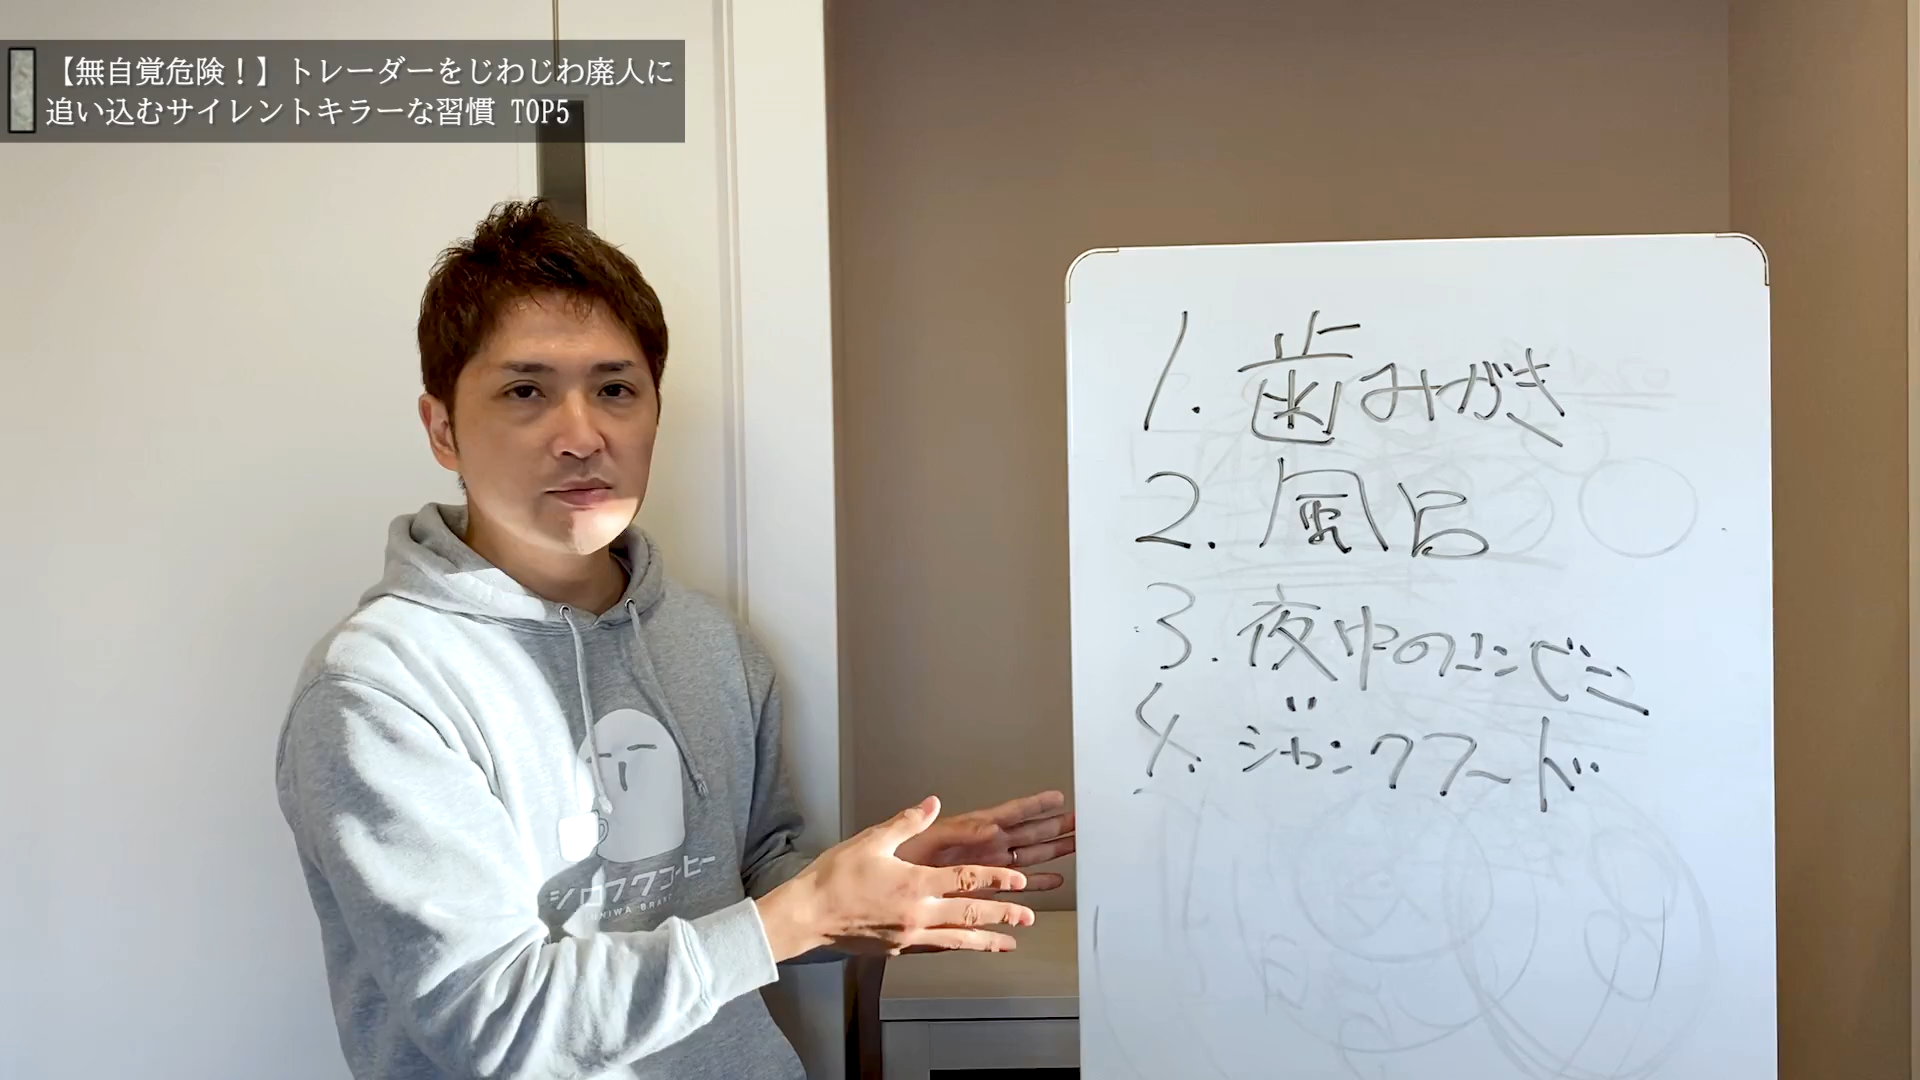 【無自覚危険！】トレーダーをじわじわ廃人に
追い込むサイレントキラーな習慣 TOP5
1. 歯みがき
2. 風呂
3. 夜中のコンビニ
4. ジャンクフード
シロフクコーヒー